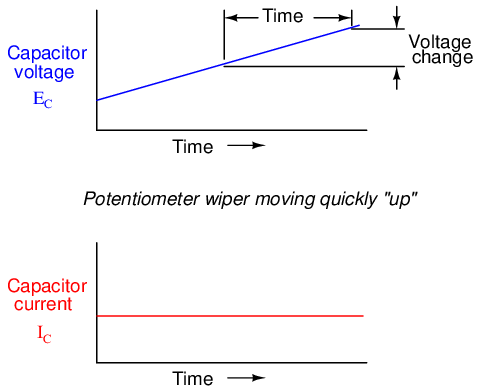 Time
Capacitor
voltage
E_C
Voltage
change
Time
Potentiometer wiper moving quickly "up"
Capacitor
current
I_C
Time